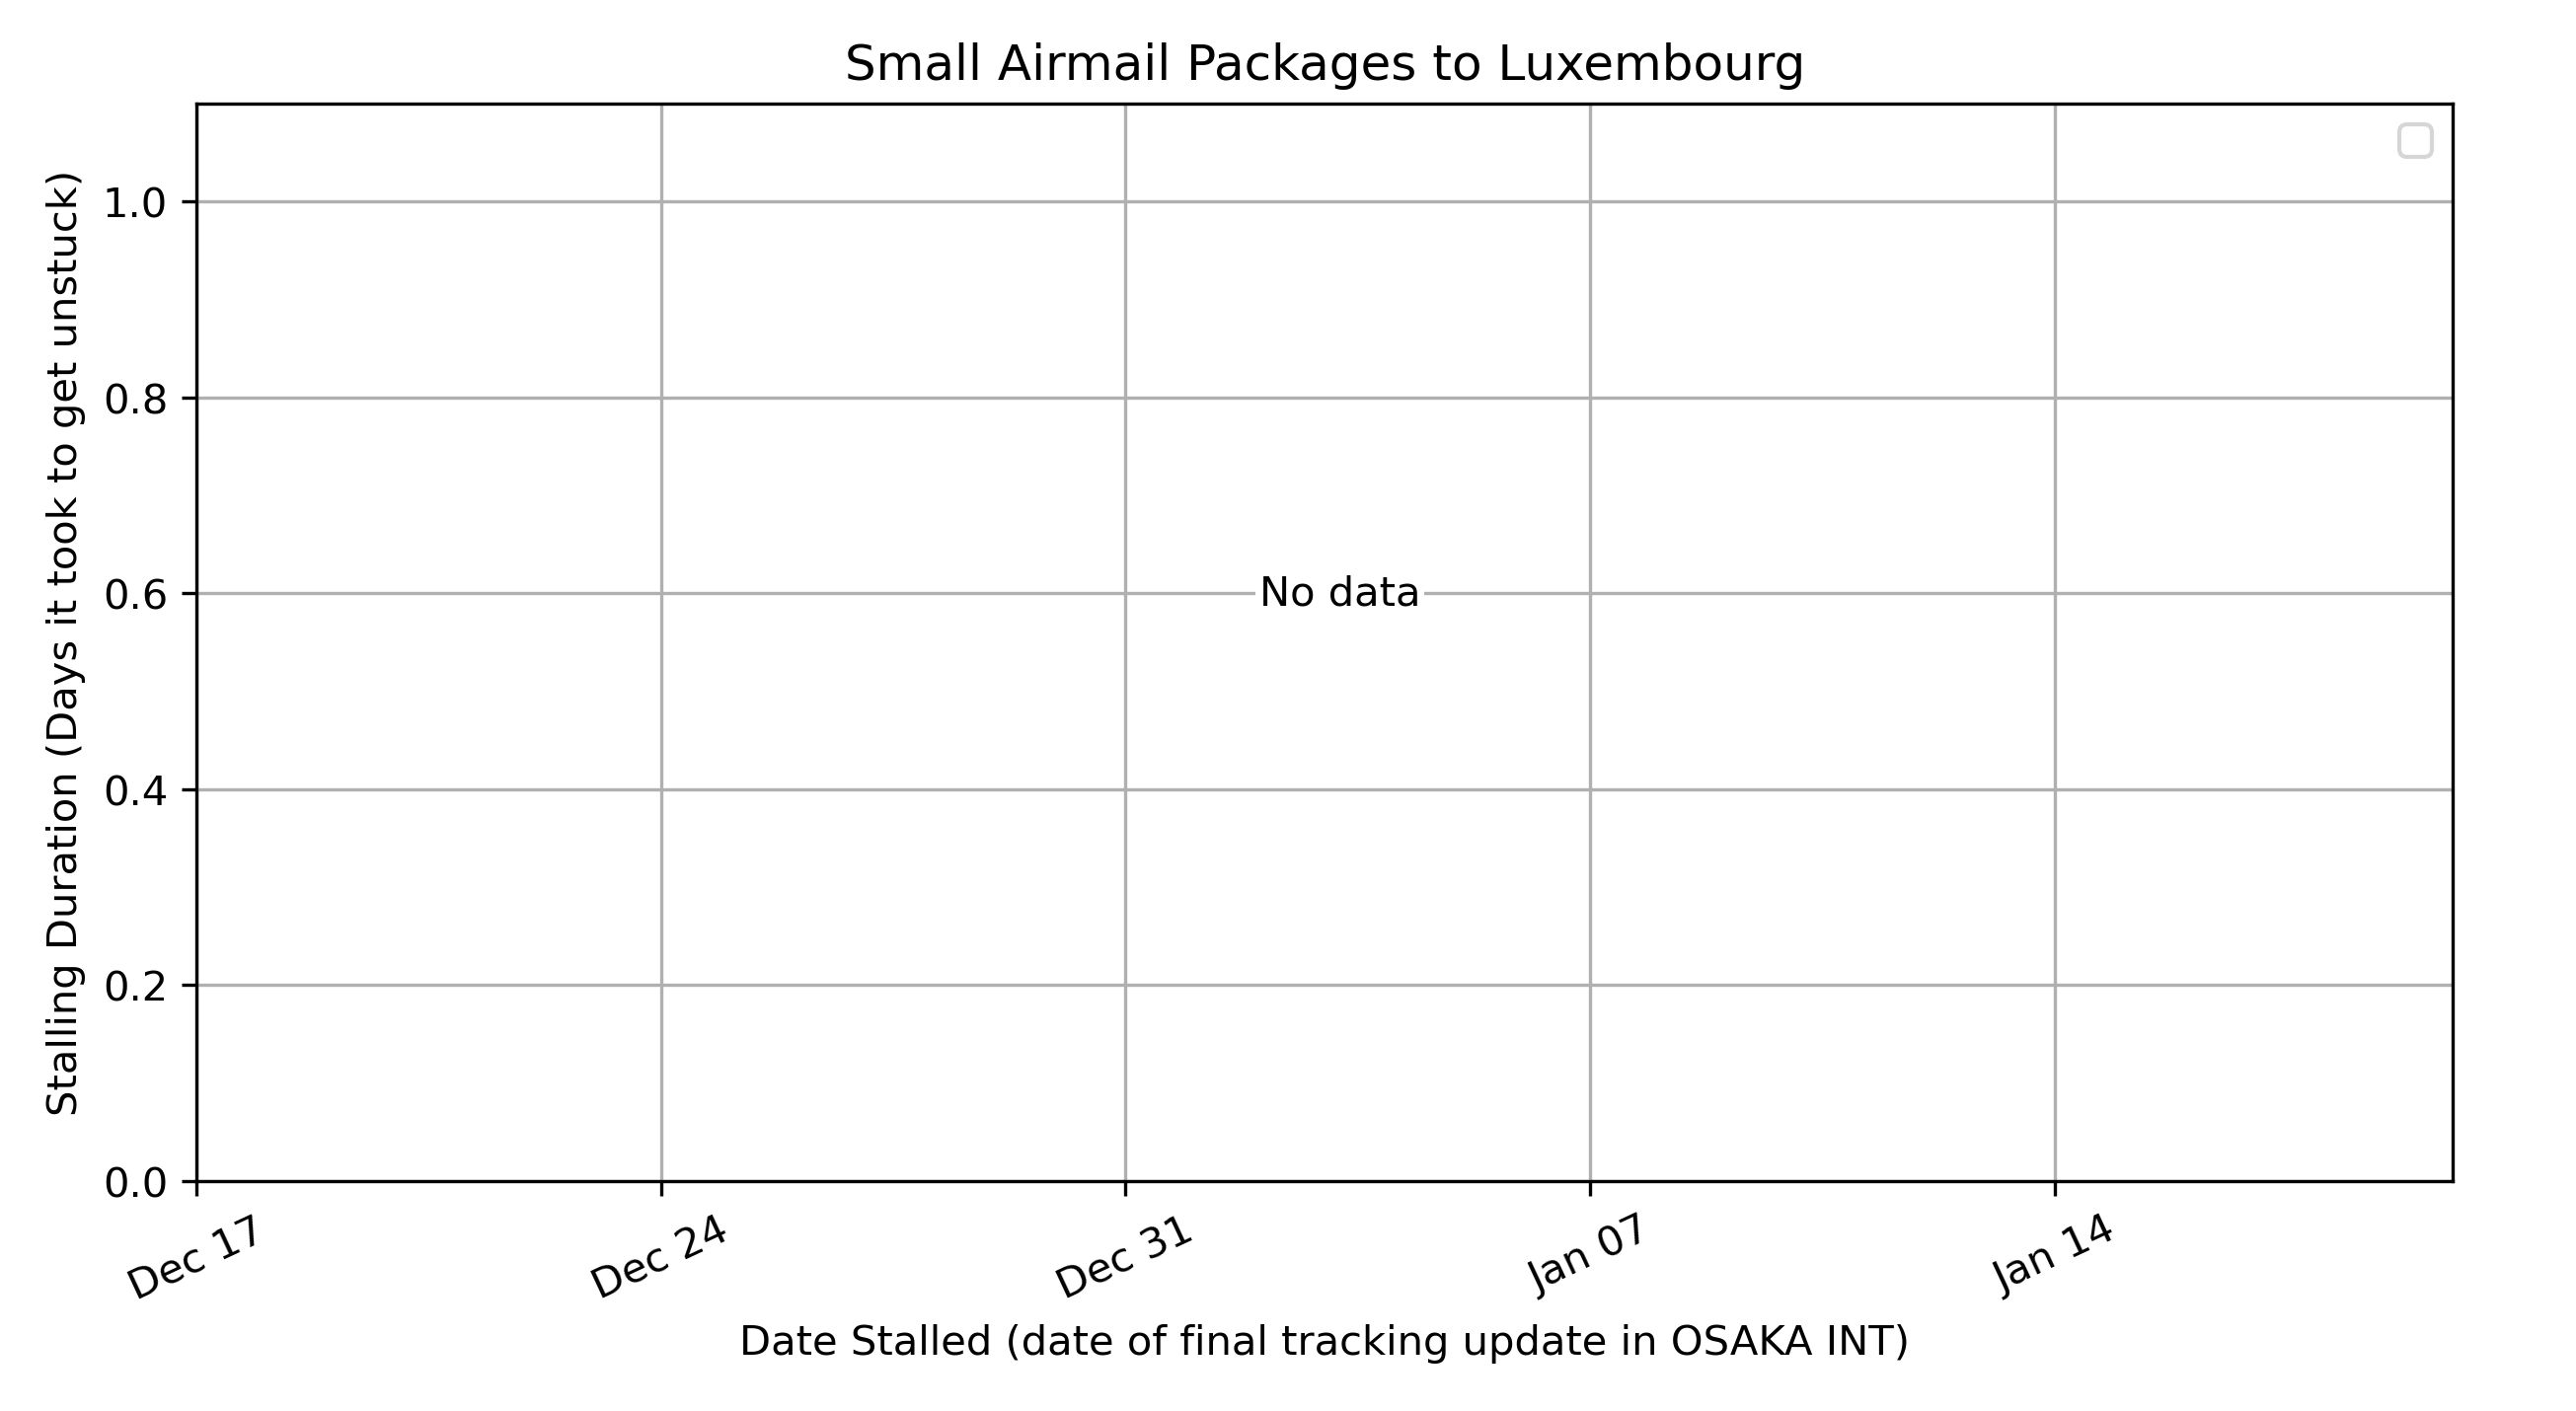 Small Airmail Packages to Luxembourg
Stalling Duration (Days it took to get unstuck)
1.0
0.8
0.6
0.4
0.2
0.0
No data
Dec 17
Dec 24
Dec 31
Jan 07
Jan 14
Date Stalled (date of final tracking update in OSAKA INT)